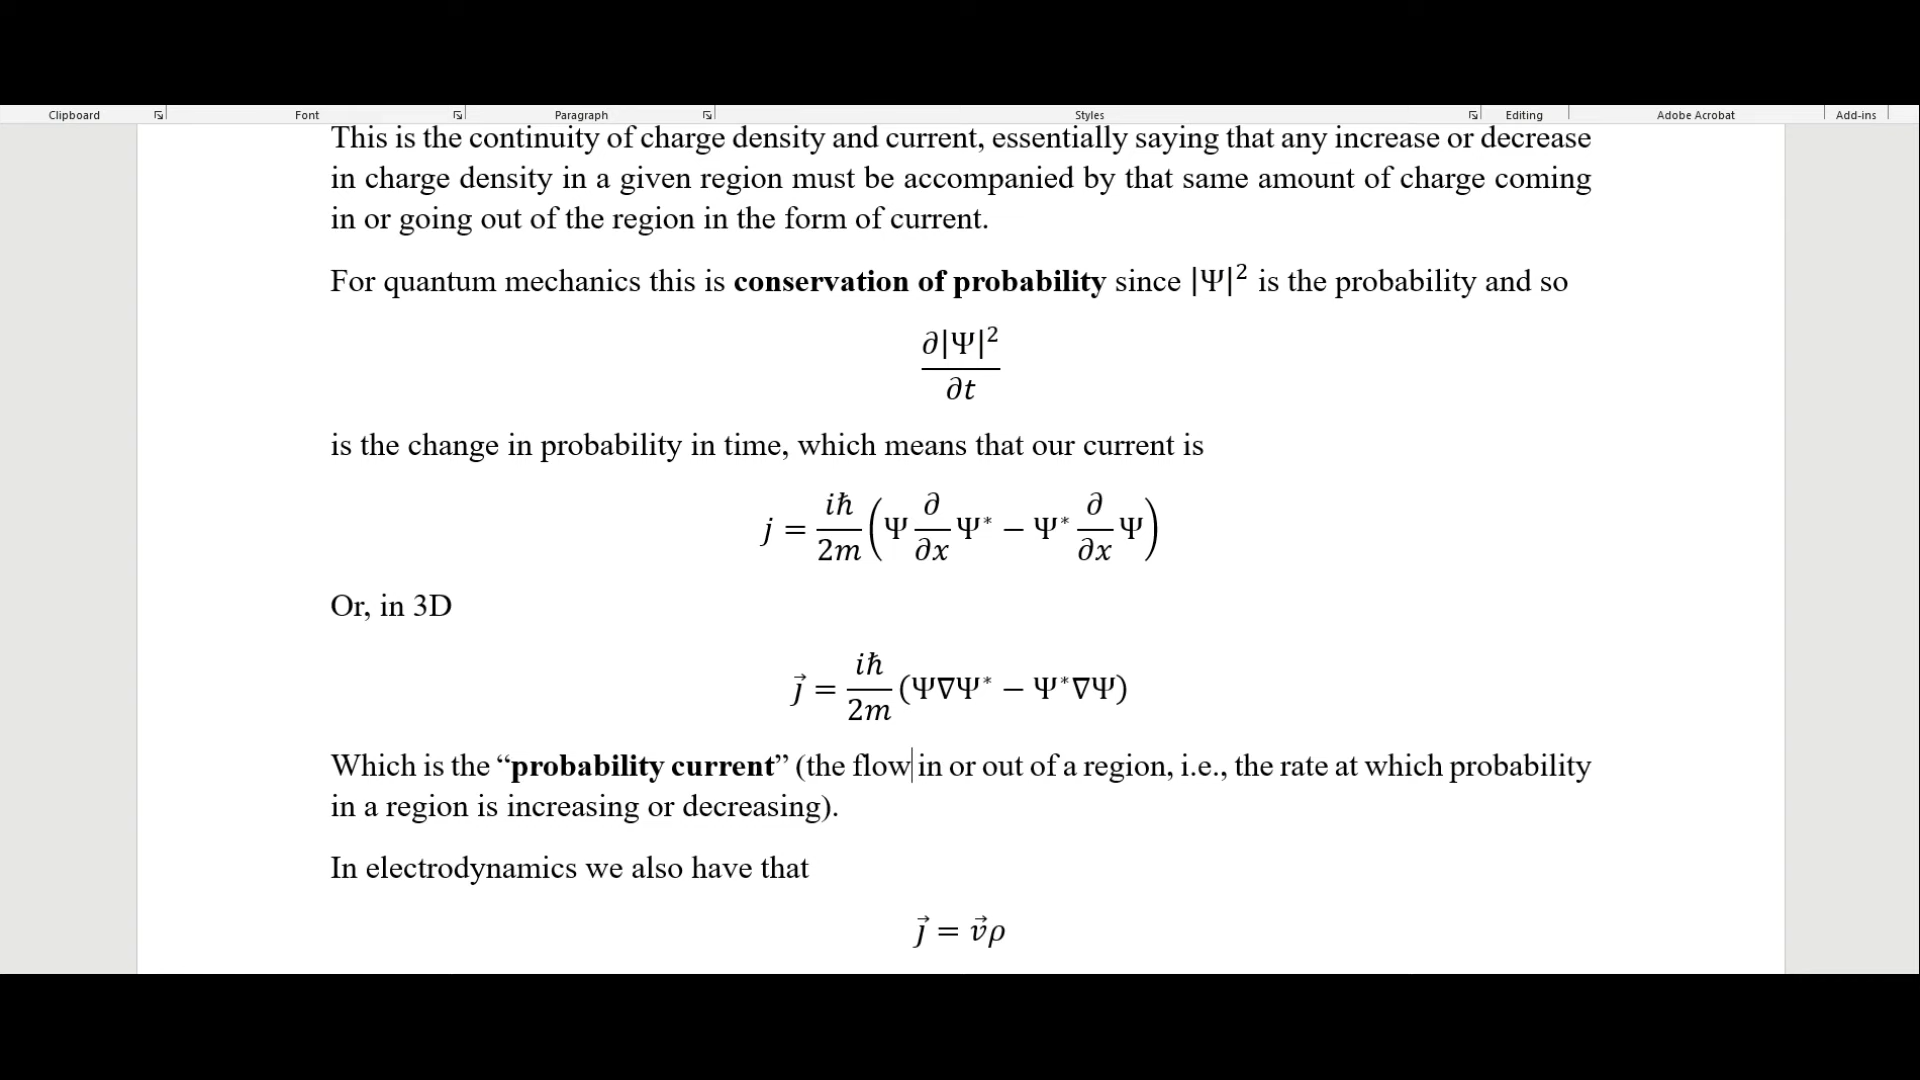 Clipboard Font Paragraph Styles Editing Adobe Acrobat Add-ins
This is the continuity of charge density and current, essentially saying that any increase or decrease
in charge density in a given region must be accompanied by that same amount of charge coming
in or going out of the region in the form of current.
For quantum mechanics this is conservation of probability since |Ψ|² is the probability and so
∂|Ψ|²/∂t
is the change in probability in time, which means that our current is
j = iħ/2m (Ψ ∂/∂x Ψ* − Ψ* ∂/∂x Ψ)
Or, in 3D
j⃗ = iħ/2m (Ψ∇Ψ* − Ψ*∇Ψ)
Which is the “probability current” (the flow in or out of a region, i.e., the rate at which probability
in a region is increasing or decreasing).
In electrodynamics we also have that
j⃗ = v⃗ρ